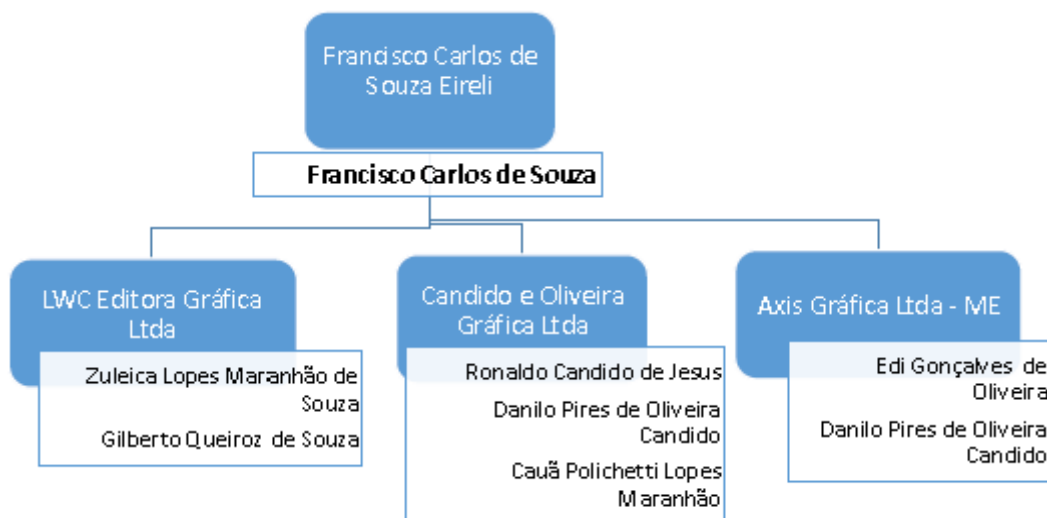 Francisco Carlos de
Souza Eireli
Francisco Carlos de Souza
LWC Editora Gráfica
Ltda
Zuleica Lopes Maranhão de
Souza
Gilberto Queiroz de Souza
Candido e Oliveira
Gráfica Ltda
Ronaldo Candido de Jesus
Danilo Pires de Oliveira
Candido
Cauã Polichetti Lopes
Maranhão
Axis Gráfica Ltda - ME
Edi Gonçalves de
Oliveira
Danilo Pires de Oliveira
Candido